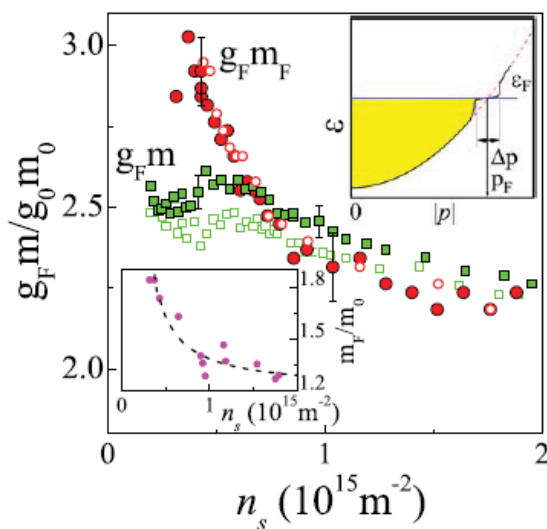 g_F m/g_0 m_0
3.0
2.5
2.0
0
1
2
n_s (10^15 m^-2)
g_F m_F
g_F m
ε
ε_F
Δp
p_F
0
|p|
1.8
1.5
1.2
m_F/m_0
0
1
n_s (10^15 m^-2)